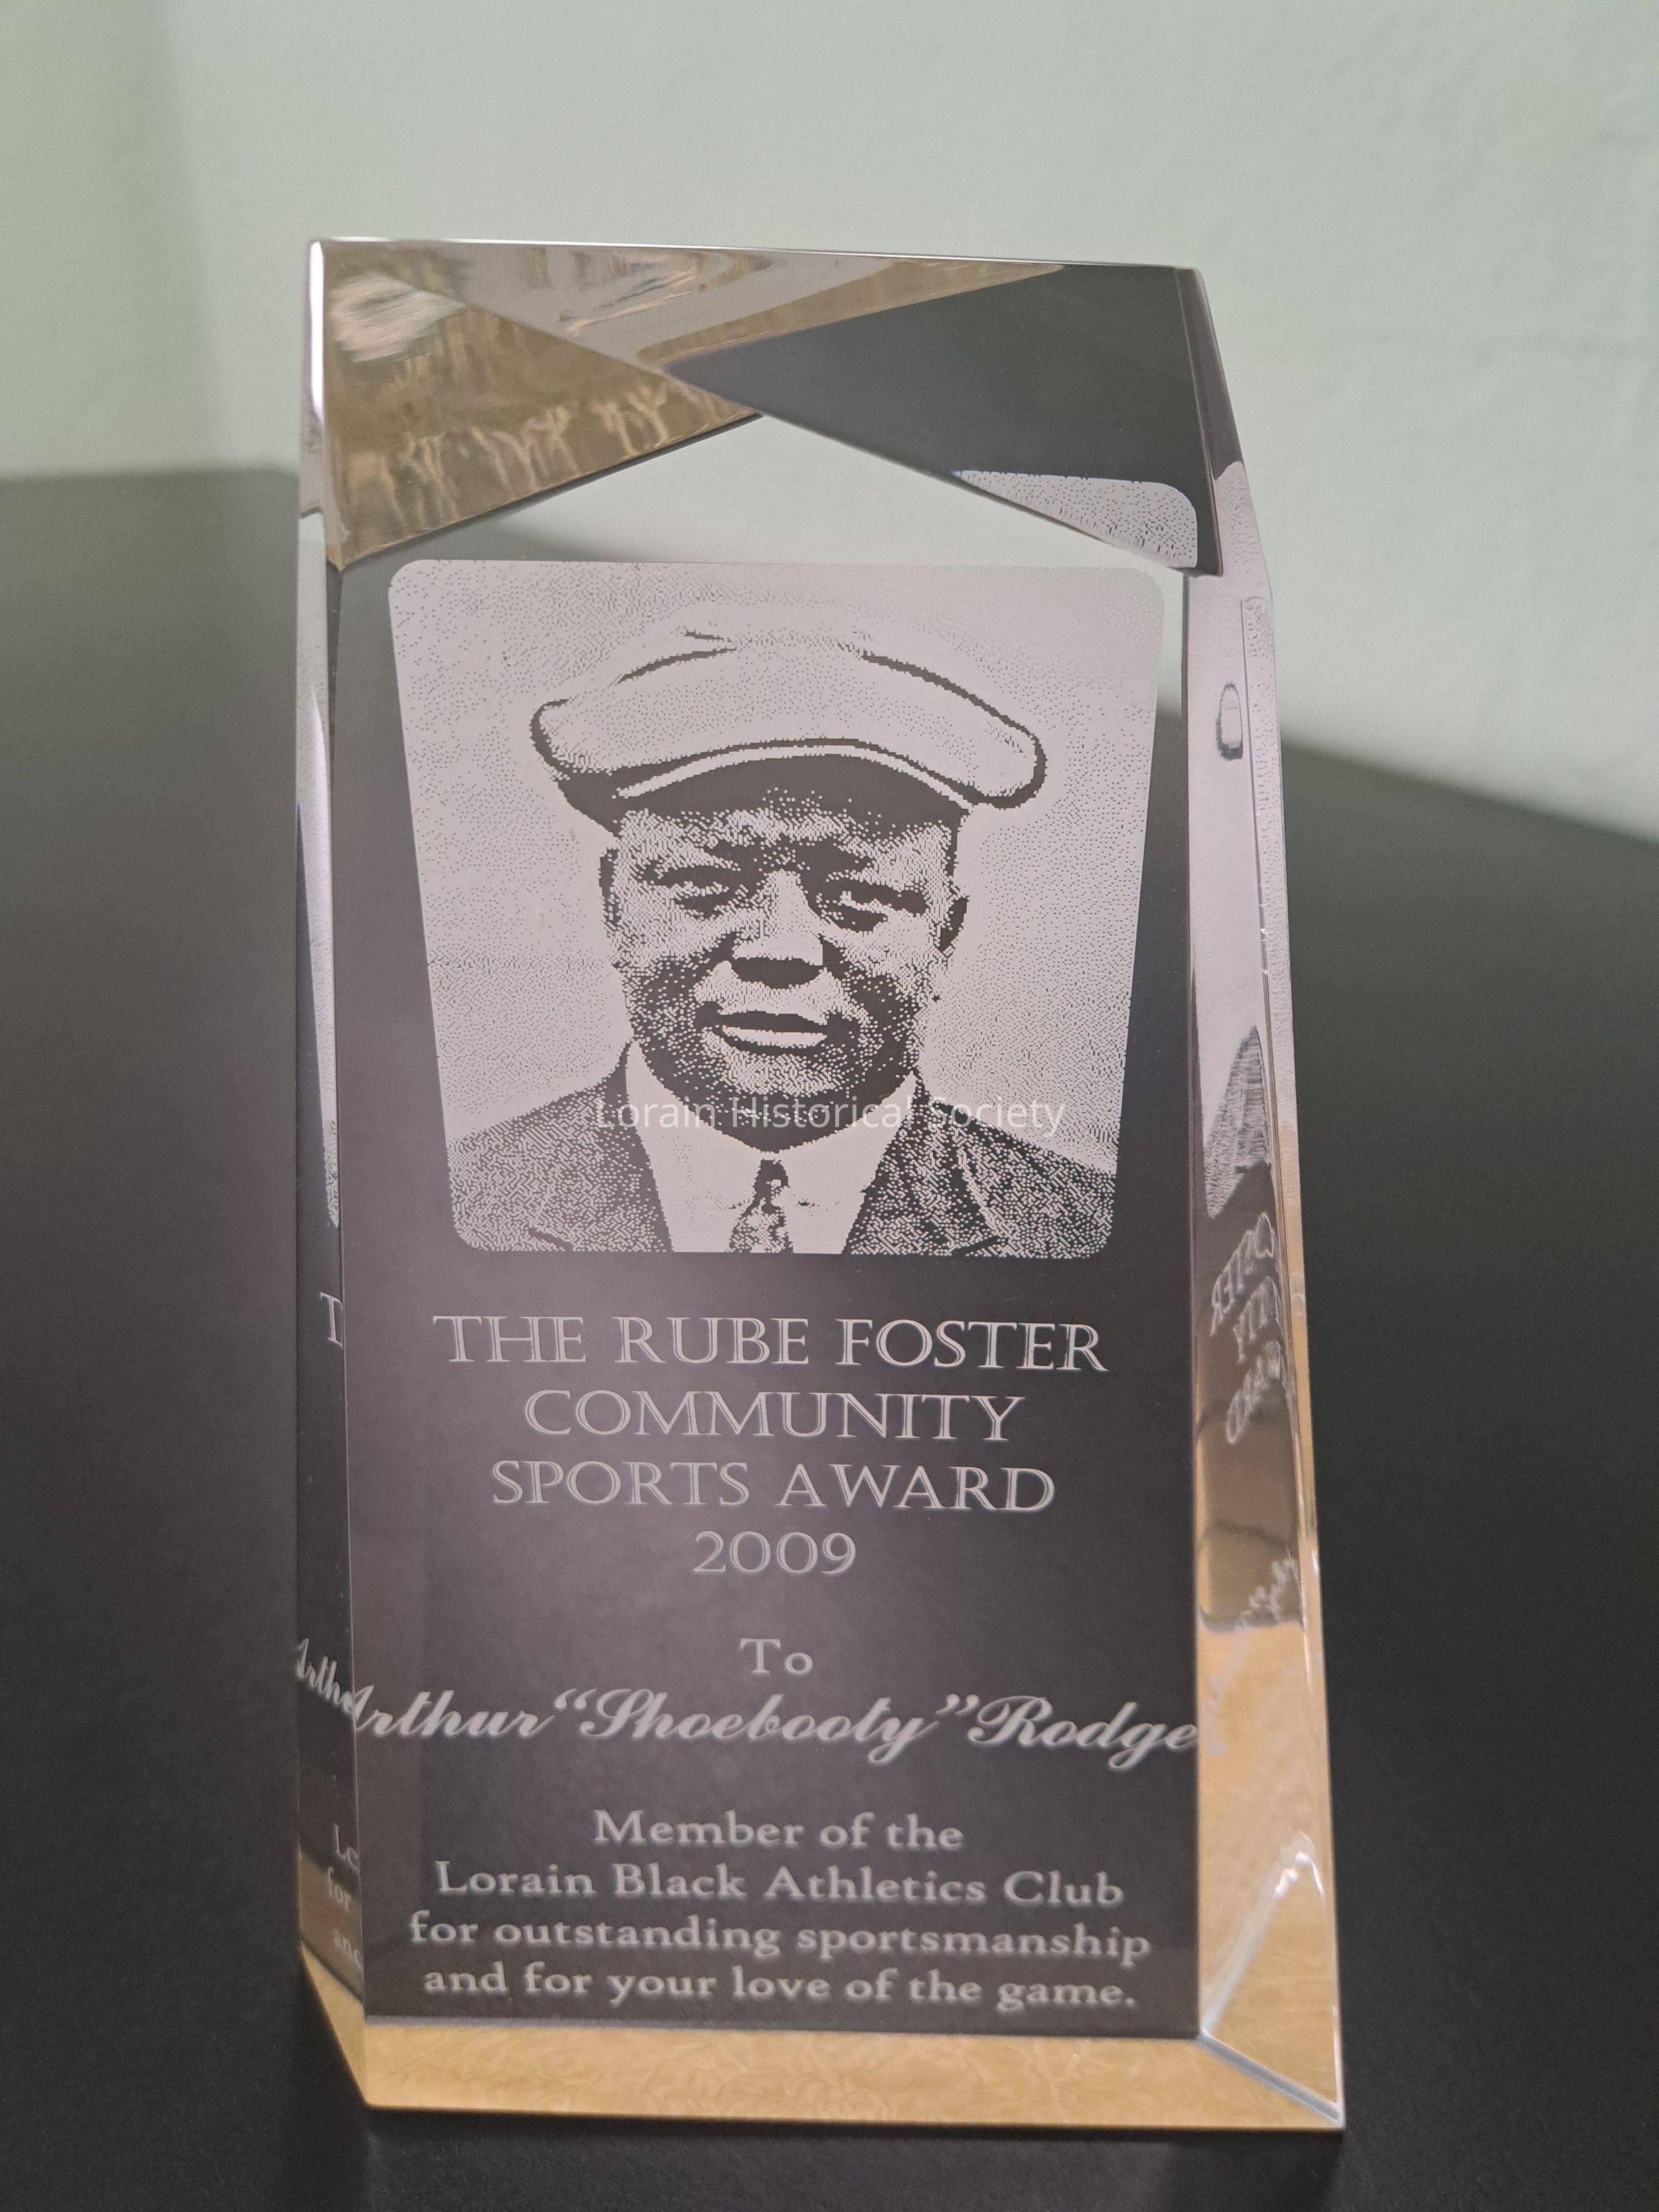 Lorain Historical Society
THE RUBE FOSTER
COMMUNITY
SPORTS AWARD
2009
To
Arthur “Shoebooty” Rodge
Member of the
Lorain Black Athletics Club
for outstanding sportsmanship
and for your love of the game.